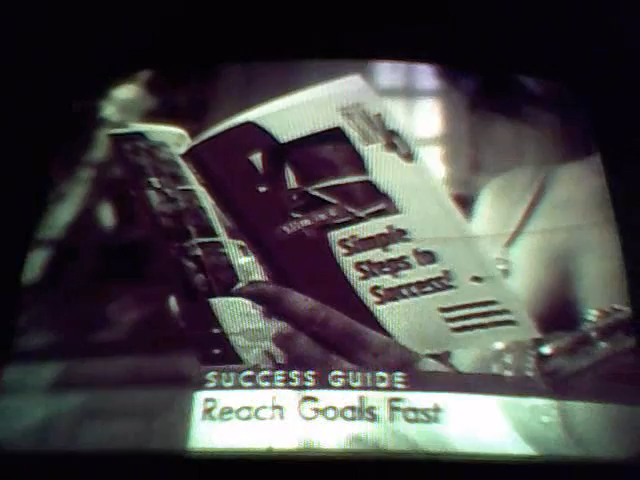 Simple
Steps to
Success!
SUCCESS GUIDE
Reach Goals Fast